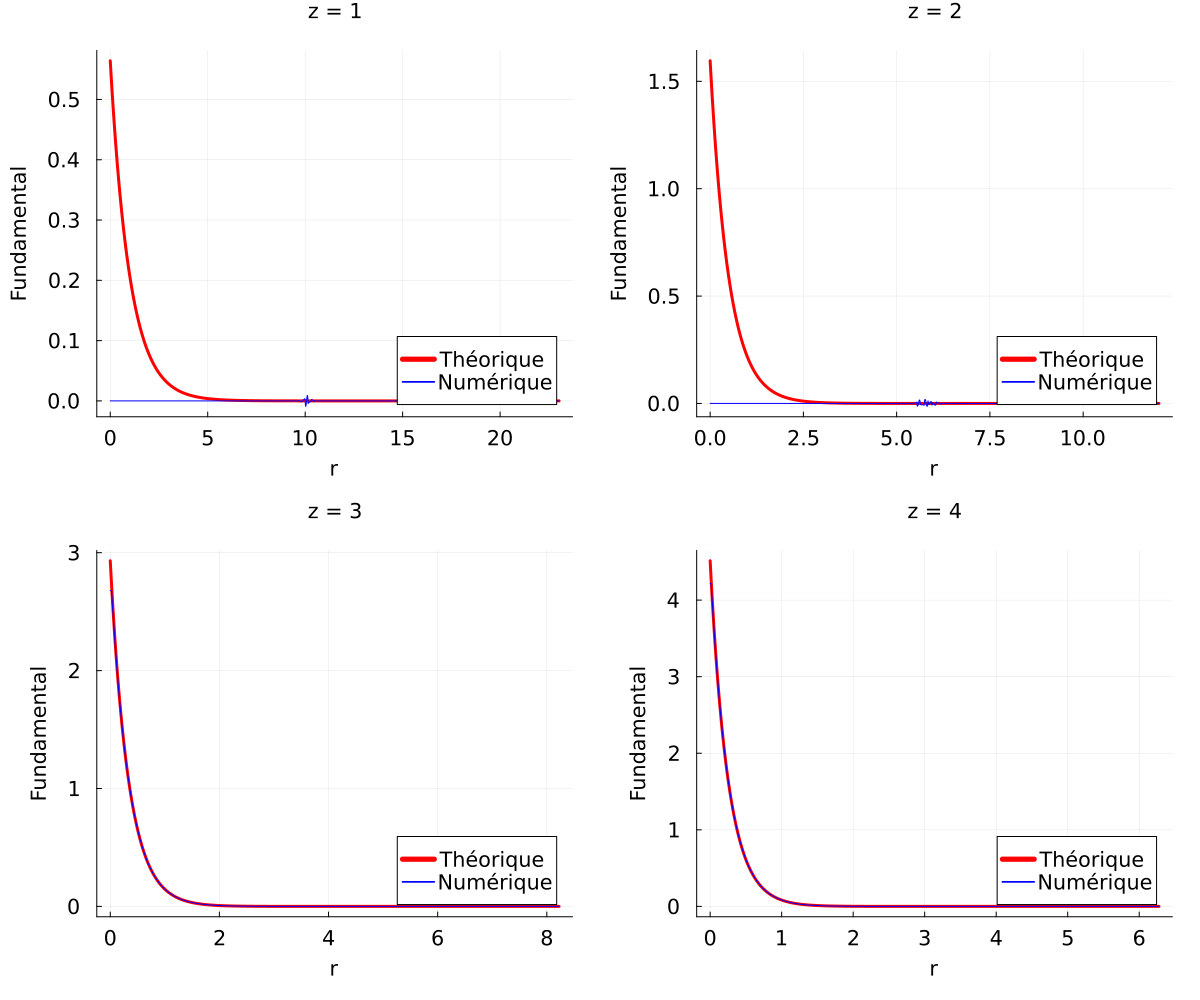 z = 1
Fundamental
0.5
0.4
0.3
0.2
0.1
0.0
0 5 10 15 20
r
Théorique
Numérique
z = 2
Fundamental
1.5
1.0
0.5
0.0
0.0 2.5 5.0 7.5 10.0
r
Théorique
Numérique
z = 3
Fundamental
3
2
1
0
0 2 4 6 8
r
Théorique
Numérique
z = 4
Fundamental
4
3
2
1
0
0 1 2 3 4 5 6
r
Théorique
Numérique